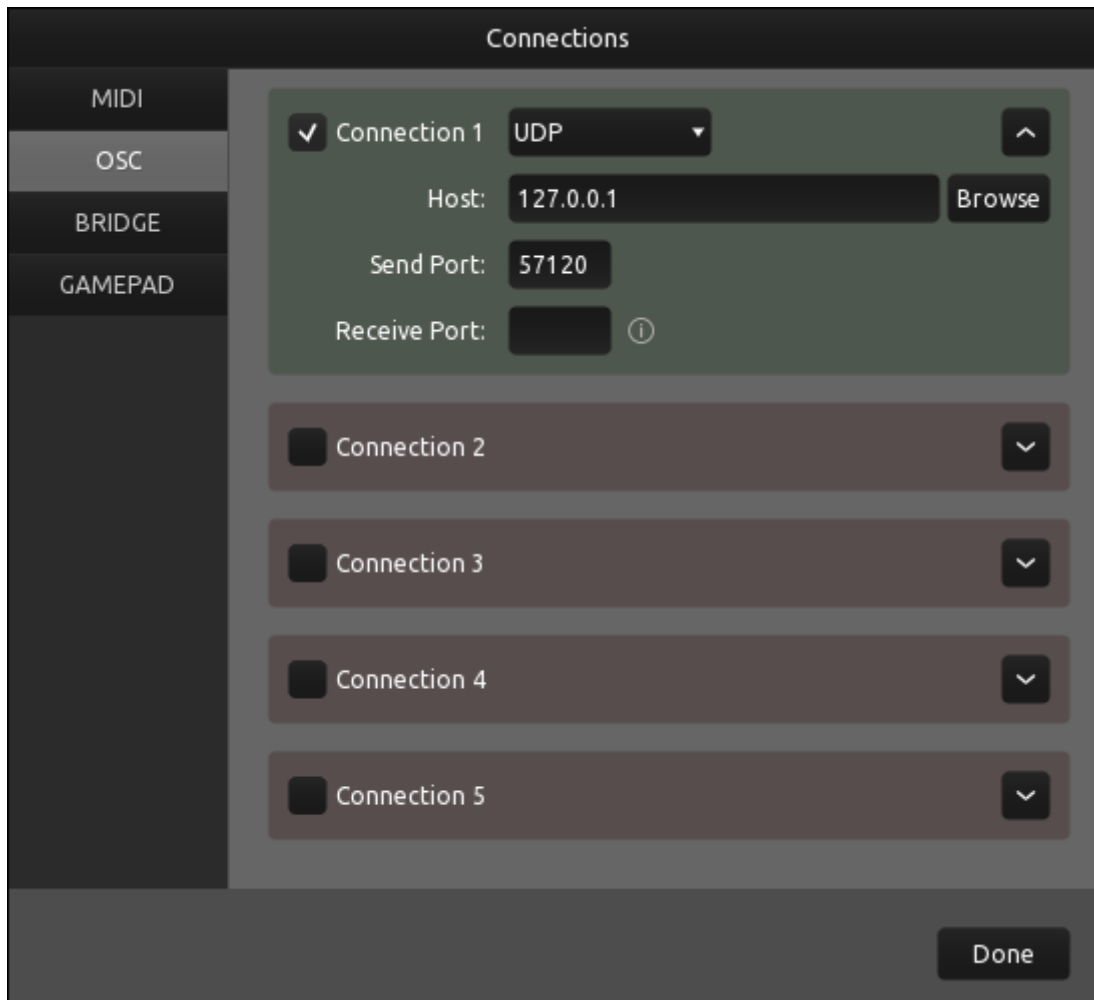 Connections
MIDI
OSC
BRIDGE
GAMEPAD
Connection 1 UDP
Host: 127.0.0.1 Browse
Send Port: 57120
Receive Port:
Connection 2
Connection 3
Connection 4
Connection 5
Done